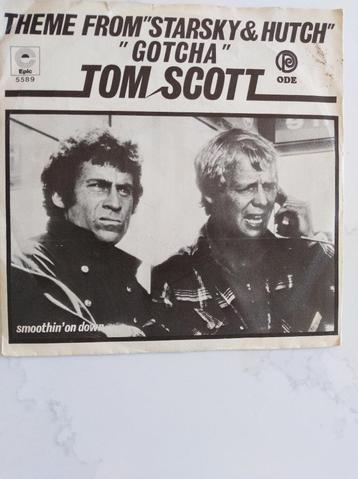 THEME FROM "STARSKY & HUTCH"
"GOTCHA"
TOM SCOTT
Epic
5589
ODE
smoothin' on down